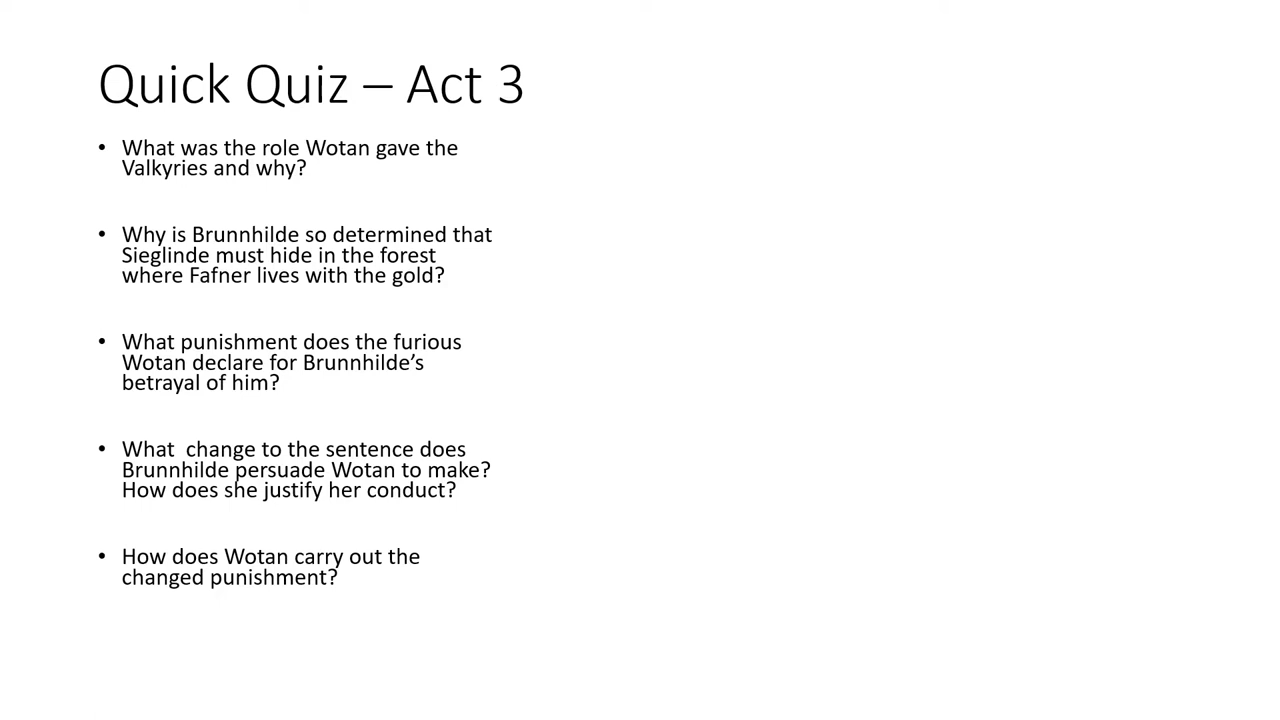 Quick Quiz – Act 3
• What was the role Wotan gave the
Valkyries and why?
• Why is Brunnhilde so determined that
Sieglinde must hide in the forest
where Fafner lives with the gold?
• What punishment does the furious
Wotan declare for Brunnhilde’s
betrayal of him?
• What  change to the sentence does
Brunnhilde persuade Wotan to make?
How does she justify her conduct?
• How does Wotan carry out the
changed punishment?